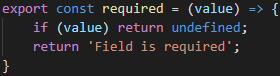 export const required = (value) => {
    if (value) return undefined;
    return 'Field is required';
}